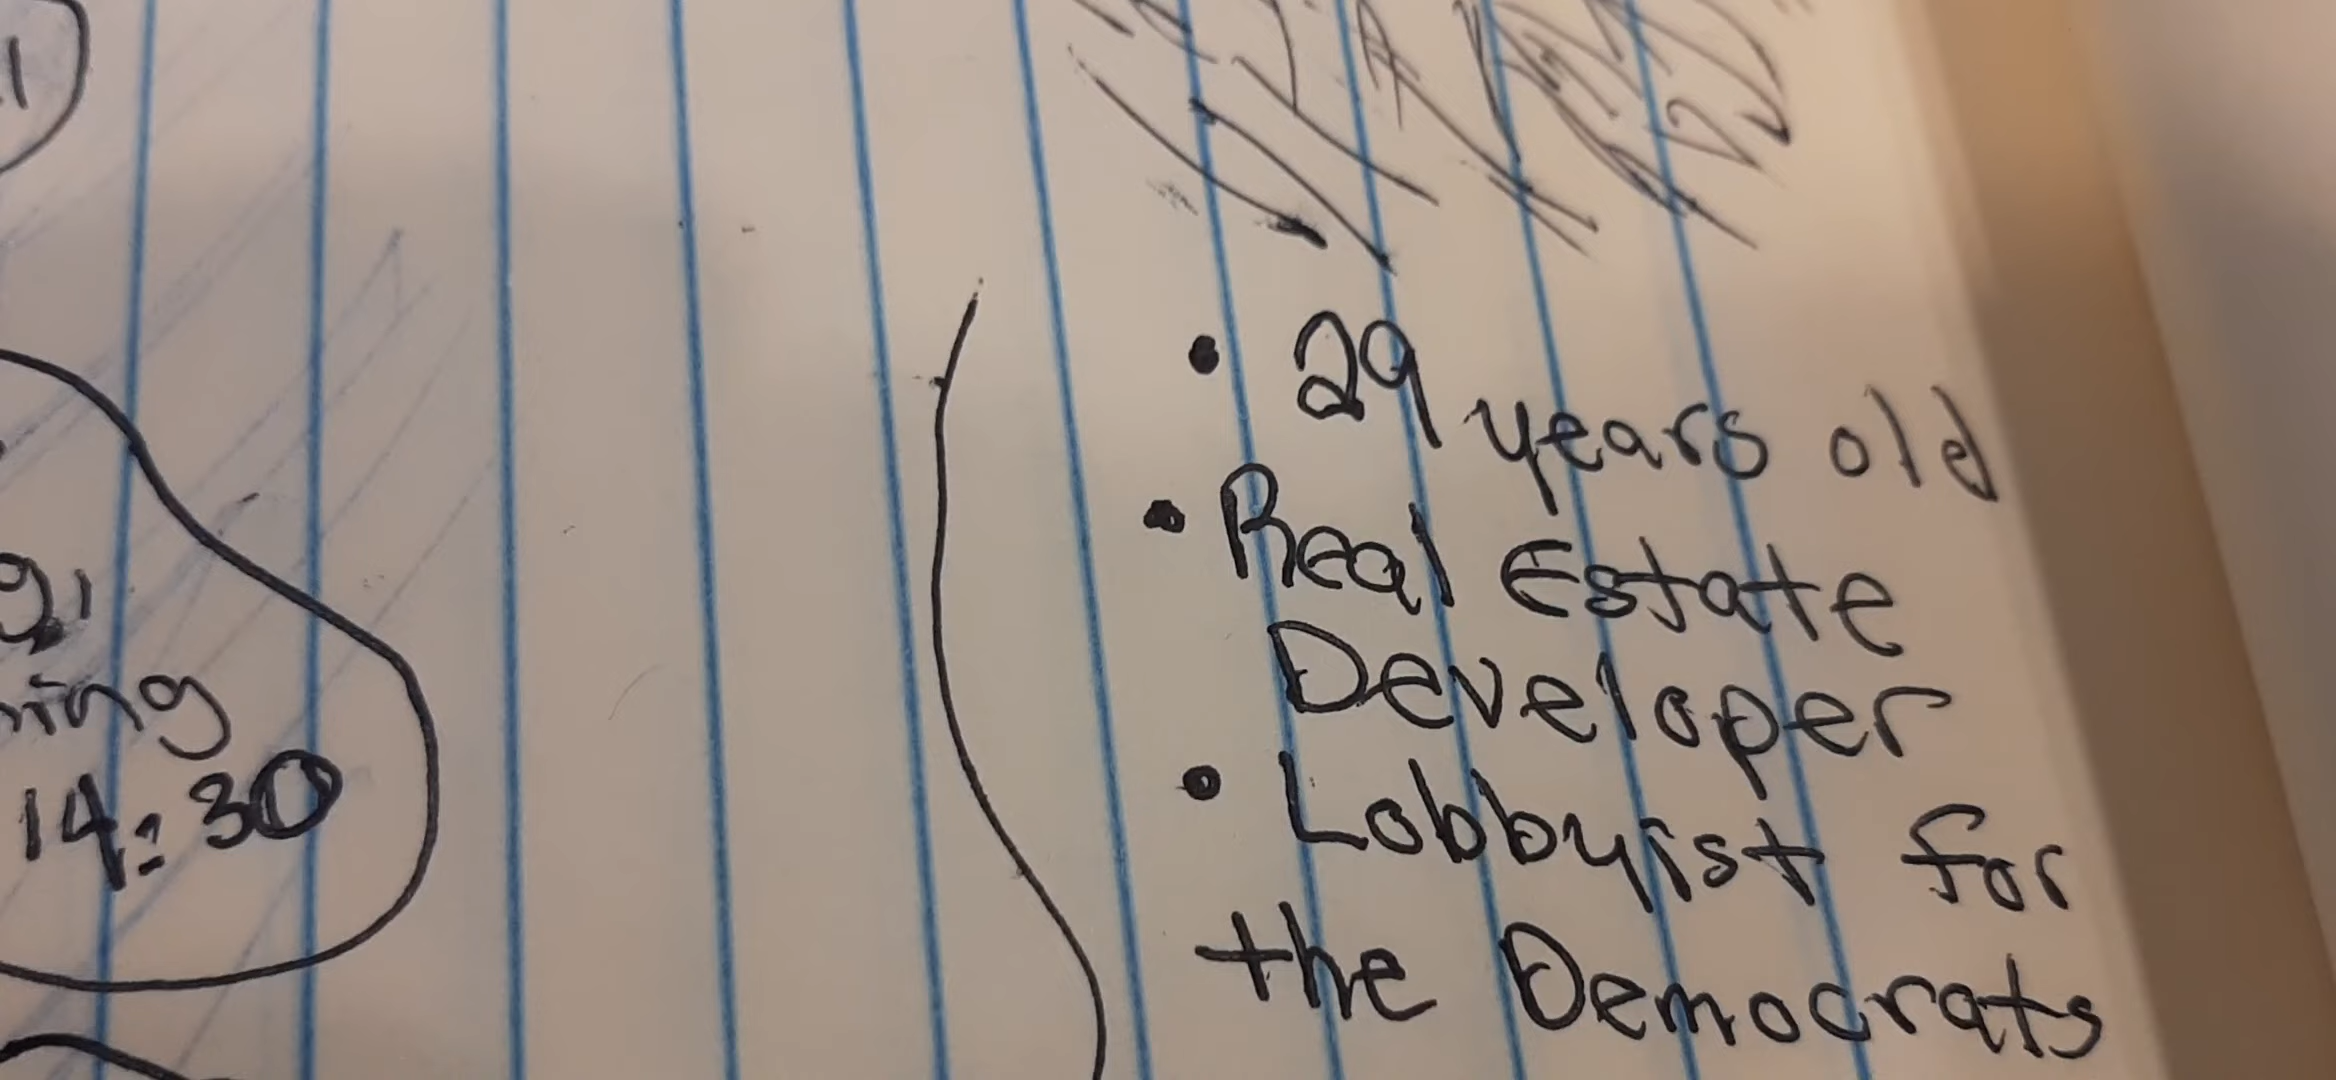 14:30
• 29 years old
• Real Estate
Developer
• Lobbyist for
the Democrats